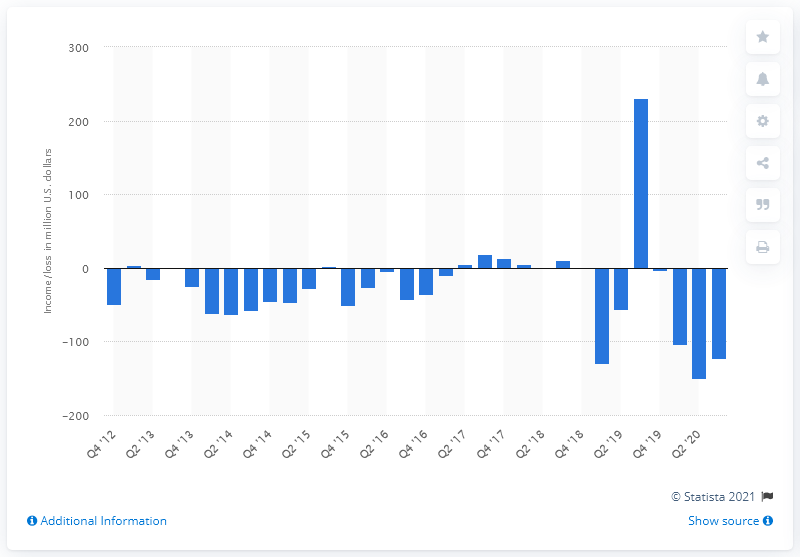 300
200
100
0
-100
-200
Income/loss in million U.S. dollars
Q4 '12
Q2 '13
Q4 '13
Q2 '14
Q4 '14
Q2 '15
Q4 '15
Q2 '16
Q4 '16
Q2 '17
Q4 '17
Q2 '18
Q4 '18
Q2 '19
Q4 '19
Q2 '20
© Statista 2021
Additional Information
Show source